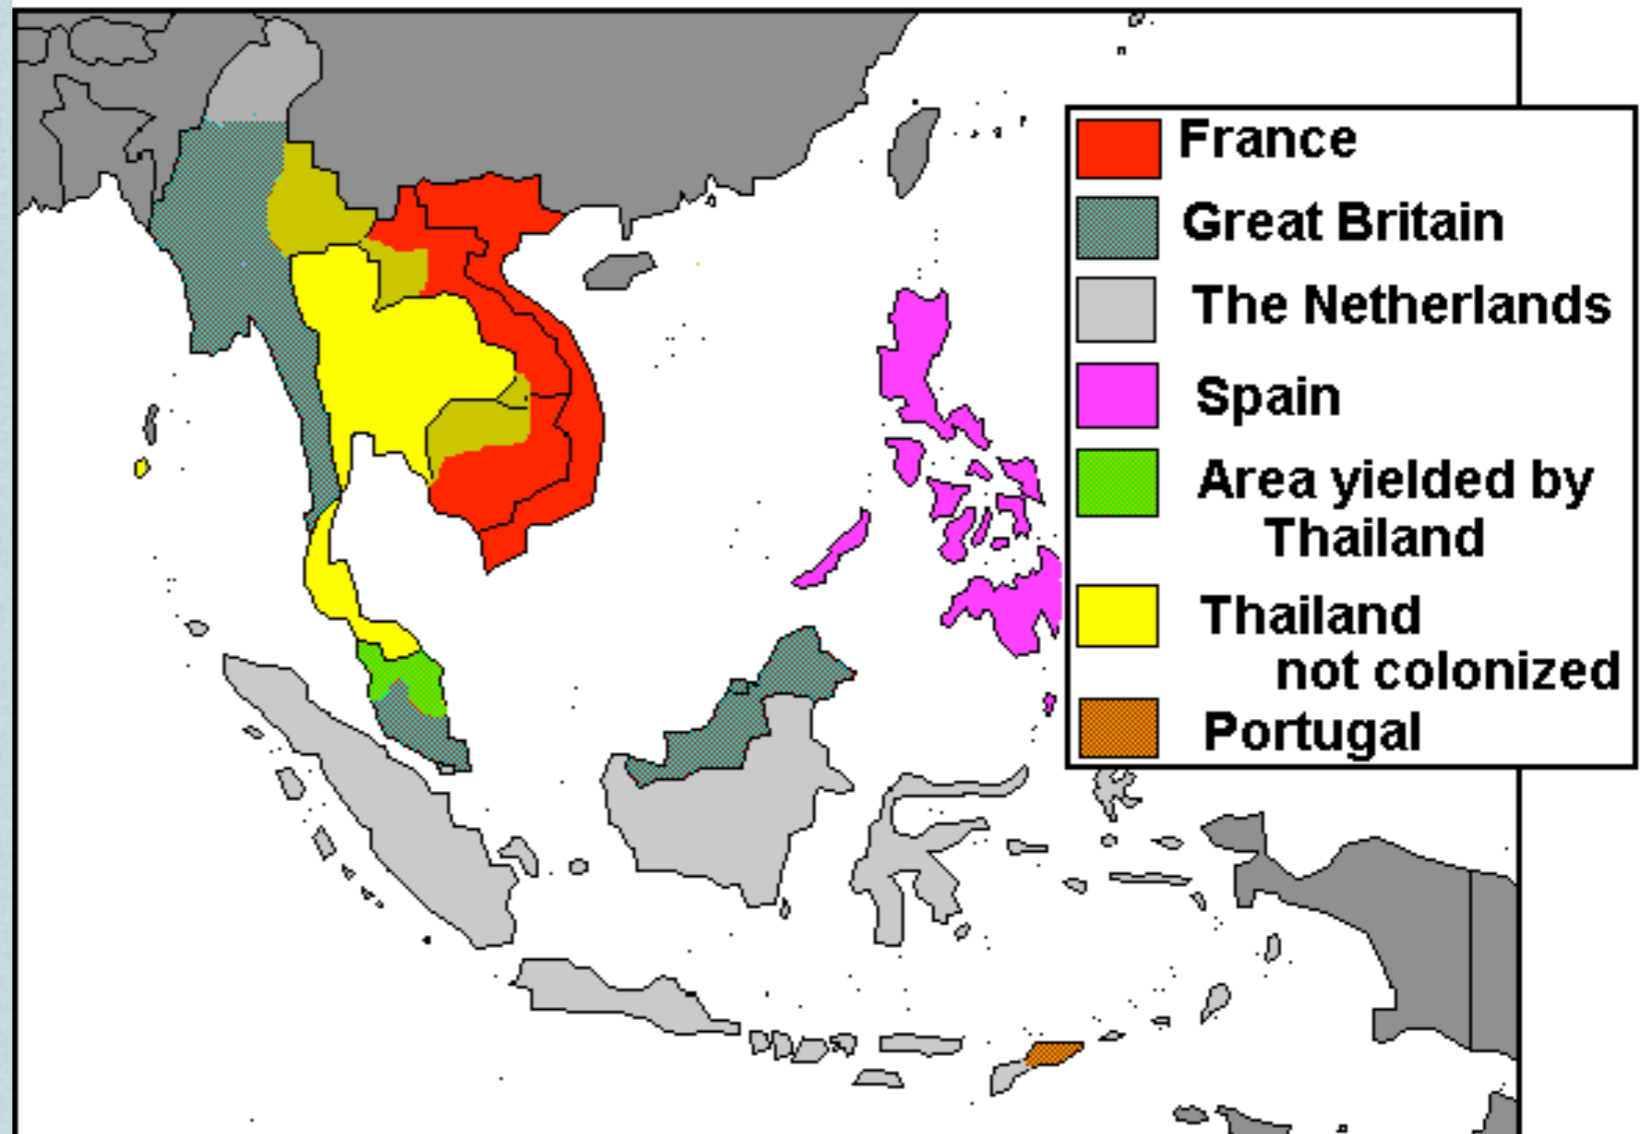 France
Great Britain
The Netherlands
Spain
Area yielded by
Thailand
Thailand
not colonized
Portugal